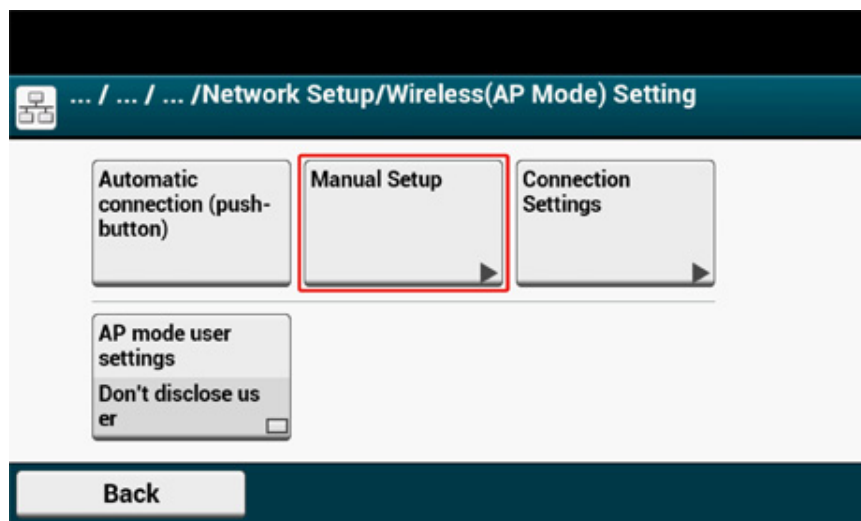 ... / ... / ... /Network Setup/Wireless(AP Mode) Setting
Automatic
connection (push-
button)
Manual Setup
Connection
Settings
AP mode user
settings
Don't disclose us
er
Back